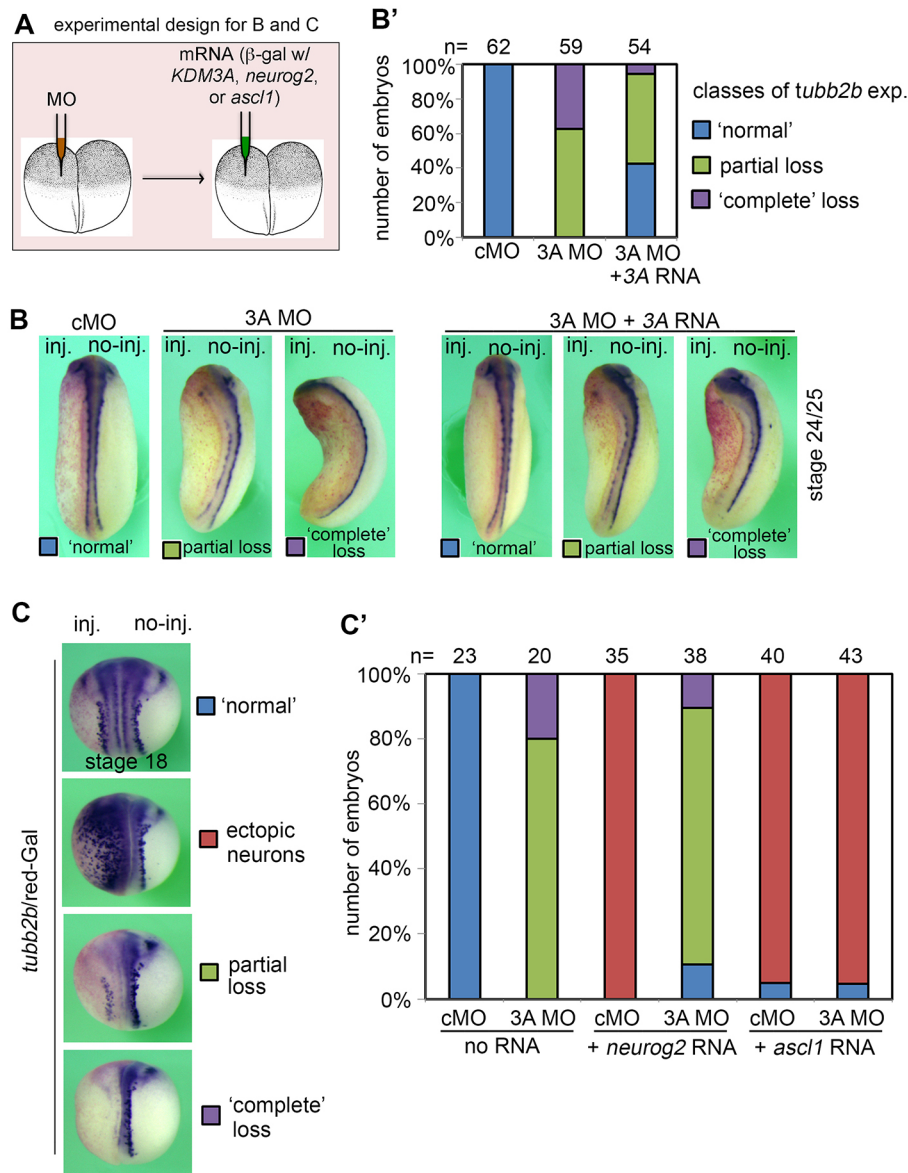 A experimental design for B and C
mRNA (β-gal w/
KDM3A, neurog2,
or ascl1)
MO
B’
n= 62 59 54
100%
80%
60%
40%
20%
0%
number of embryos
cMO 3A MO 3A MO
+3A RNA
classes of tubb2b exp.
‘normal’
partial loss
‘complete’ loss
B
cMO 3A MO 3A MO + 3A RNA
inj. no-inj. inj. no-inj. inj. no-inj. inj. no-inj. inj. no-inj. inj. no-inj.
‘normal’ partial loss ‘complete’
loss
‘normal’ partial loss ‘complete’
loss
stage 24/25
C
inj. no-inj.
stage 18
‘normal’
ectopic
neurons
partial
loss
‘complete’
loss
tubb2b/red-Gal
C’
n= 23 20 35 38 40 43
100%
80%
60%
40%
20%
0%
number of embryos
cMO 3A MO cMO 3A MO cMO 3A MO
no RNA + neurog2 RNA + ascl1 RNA